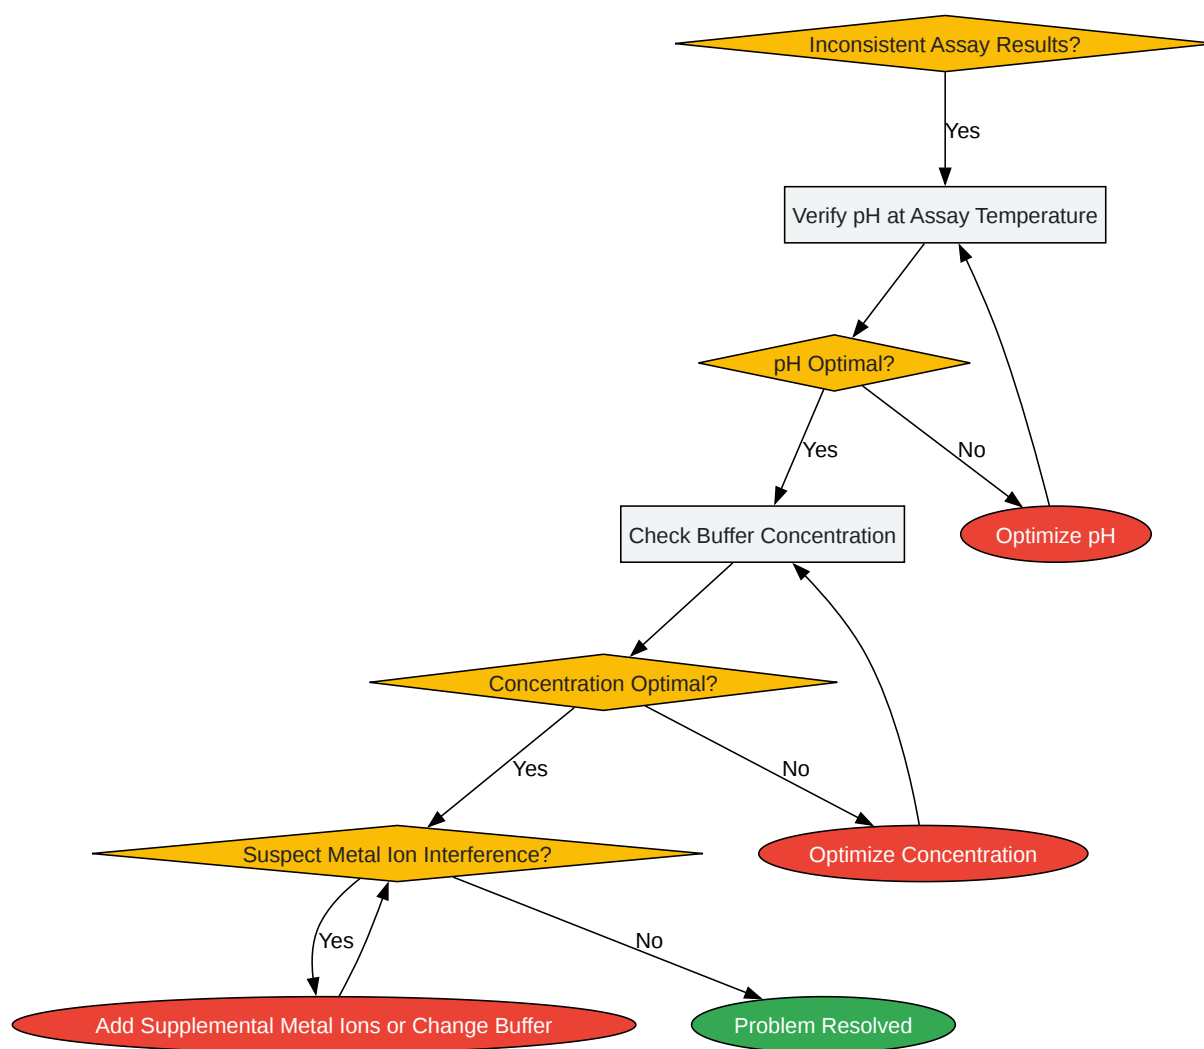 Inconsistent Assay Results?
Yes
Verify pH at Assay Temperature
pH Optimal?
Yes
No
Check Buffer Concentration
Optimize pH
Concentration Optimal?
Yes
No
Suspect Metal Ion Interference?
Optimize Concentration
Yes
No
Add Supplemental Metal Ions or Change Buffer
Problem Resolved